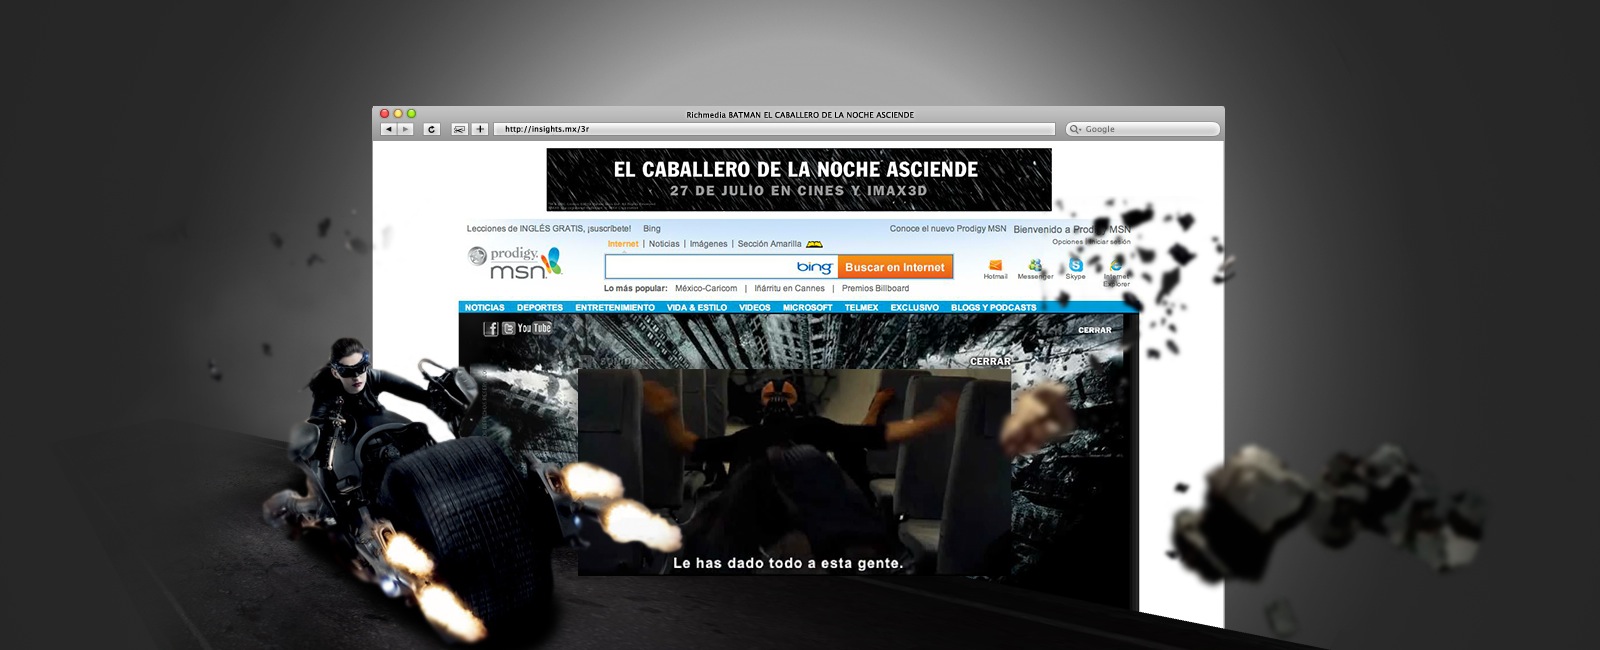 Richmedia BATMAN EL CABALLERO DE LA NOCHE ASCIENDE
http://insights.mx/3r
Google
EL CABALLERO DE LA NOCHE ASCIENDE
27 DE JULIO EN CINES Y IMAX3D
Lecciones de INGLÉS GRATIS, ¡suscríbete! Bing
Conoce el nuevo Prodigy MSN Bienvenido a Prodigy MSN
Opciones Iniciar sesión
Internet | Noticias | Imágenes | Sección Amarilla
prodigy.
msn
bing Buscar en Internet
Hotmail Messenger Skype Internet Explorer
Lo más popular: México-Caricom | Iñárritu en Cannes | Premios Billboard
NOTICIAS DEPORTES ENTRETENIMIENTO VIDA & ESTILO VIDEOS MICROSOFT TELMEX EXCLUSIVO BLOGS Y PODCASTS
f You Tube You Tube
CERRAR
CERRAR
Le has dado todo a esta gente.